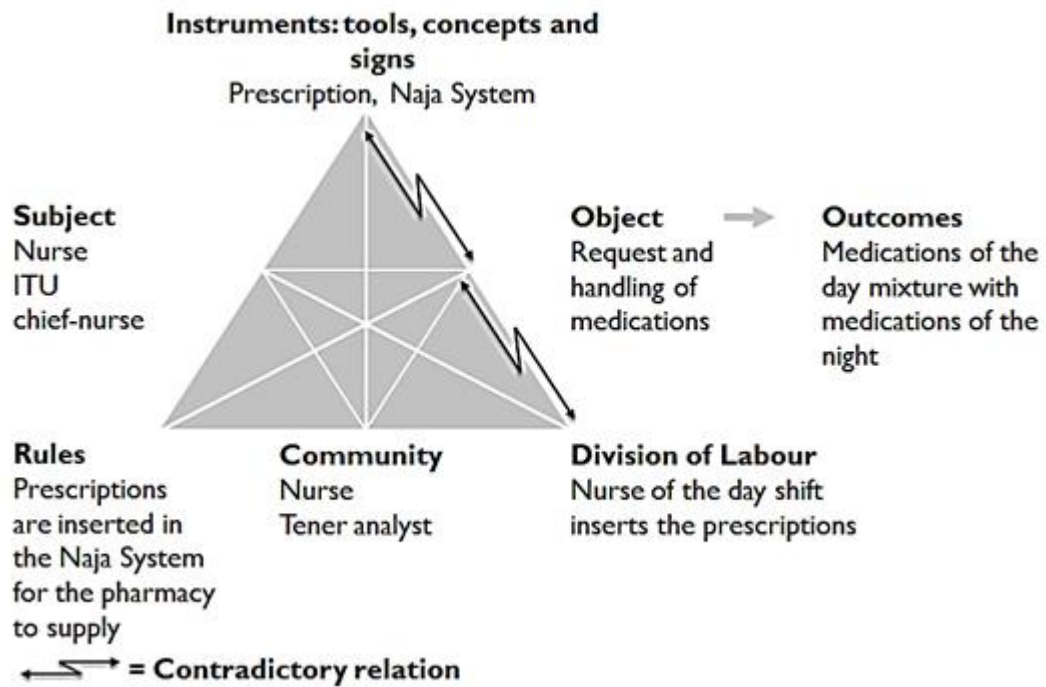 Instruments: tools, concepts and
signs
Prescription, Naja System
Subject
Nurse
ITU
chief-nurse
Object
Request and
handling of
medications
Outcomes
Medications of the
day mixture with
medications of the
night
Rules
Prescriptions
are inserted in
the Naja System
for the pharmacy
to supply
Community
Nurse
Tener analyst
Division of Labour
Nurse of the day shift
inserts the prescriptions
= Contradictory relation